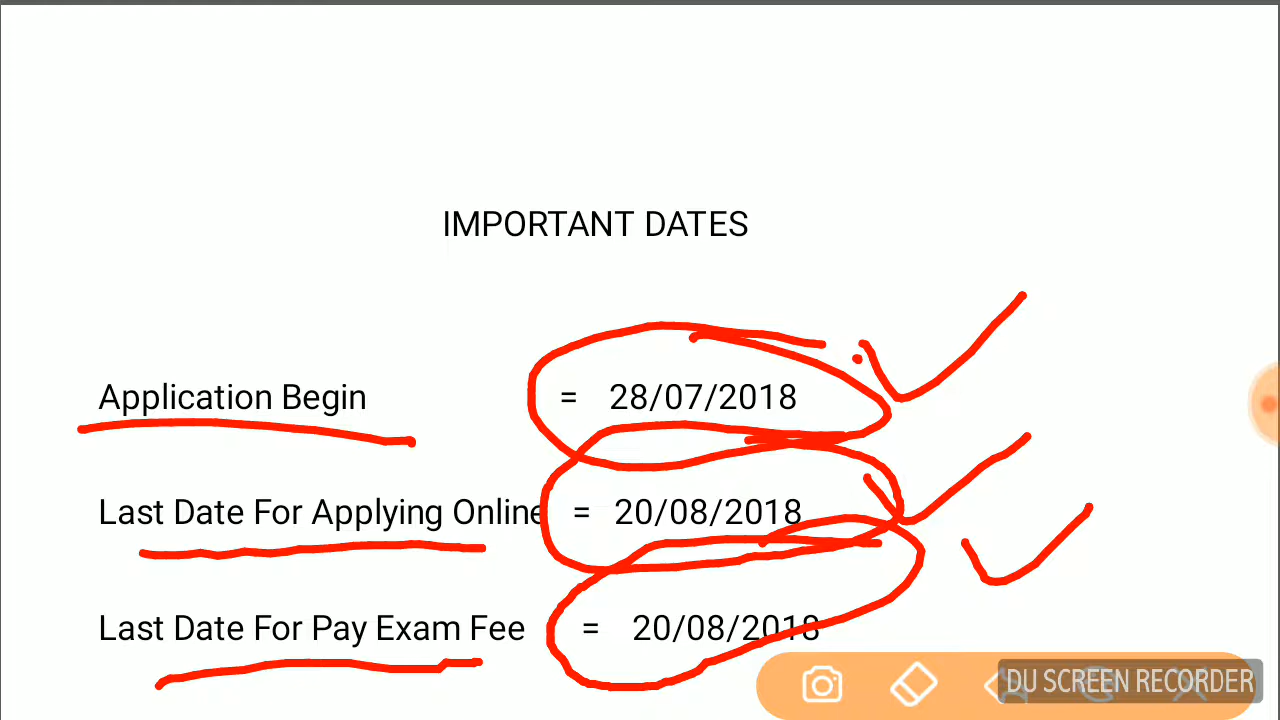 IMPORTANT DATES
Application Begin = 28/07/2018
Last Date For Applying Online = 20/08/2018
Last Date For Pay Exam Fee = 20/08/2018
DU SCREEN RECORDER